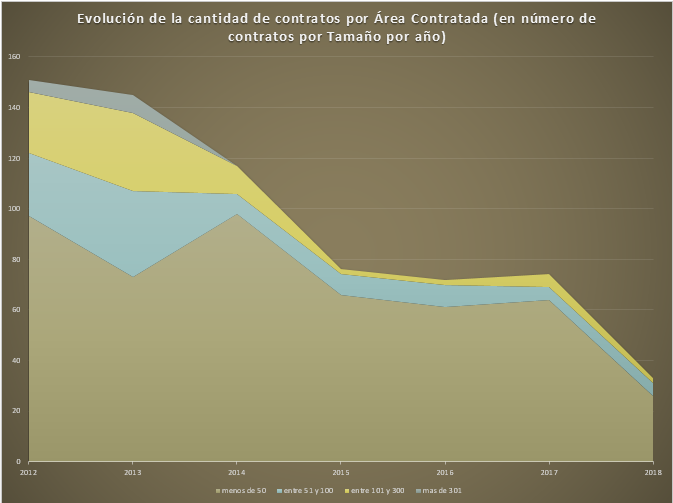 Evolución de la cantidad de contratos por Área Contratada (en número de
contratos por Tamaño por año)
160
140
120
100
80
60
40
20
0
2012 2013 2014 2015 2016 2017 2018
menos de 50 entre 51 y 100 entre 101 y 300 mas de 301